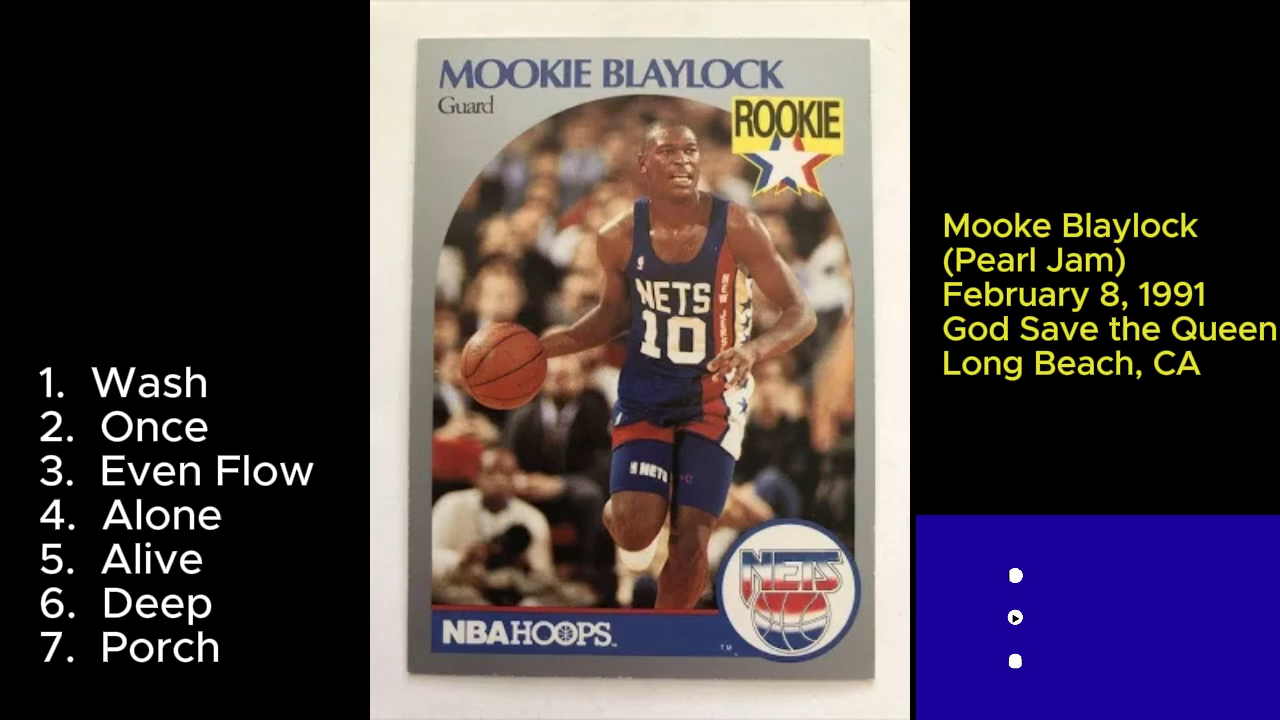 1. Wash
2. Once
3. Even Flow
4. Alone
5. Alive
6. Deep
7. Porch
MOOKIE BLAYLOCK
Guard
ROOKIE
NETS
10
NETS
NETS
NBA HOOPS
TM
Mooke Blaylock
(Pearl Jam)
February 8, 1991
God Save the Queen
Long Beach, CA